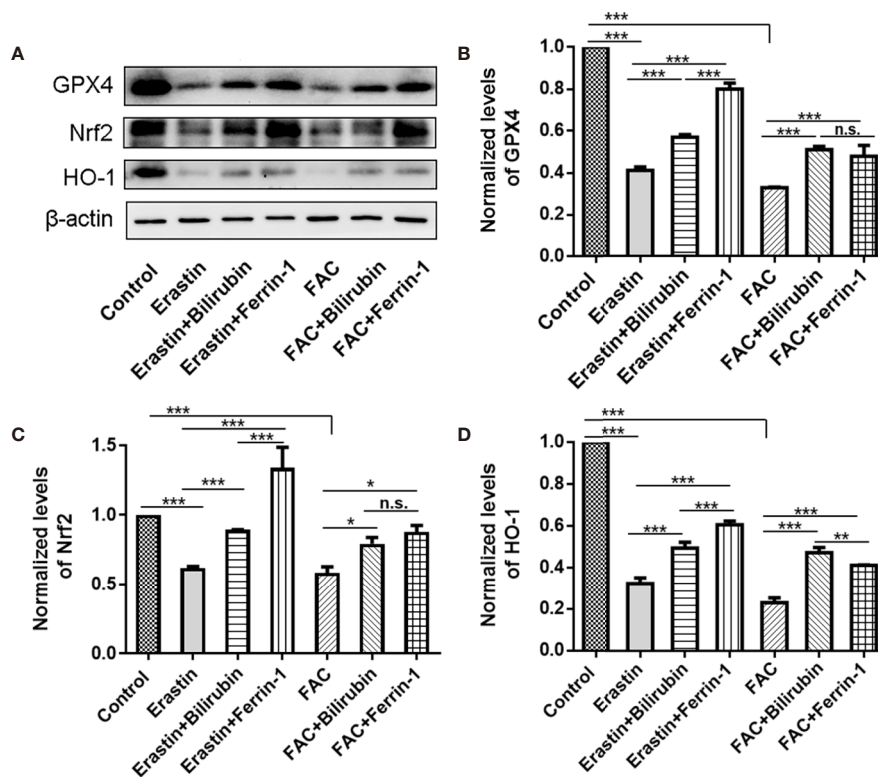 A
GPX4
Nrf2
HO-1
β-actin
Control
Erastin
Erastin+Bilirubin
Erastin+Ferrin-1
FAC
FAC+Bilirubin
FAC+Ferrin-1
B
Normalized levels
of GPX4
1.0
0.8
0.6
0.4
0.2
0.0
***
***
***
*** ***
***
*** n.s.
Control
Erastin
Erastin+Bilirubin
Erastin+Ferrin-1
FAC
FAC+Bilirubin
FAC+Ferrin-1
C
Normalized levels
of Nrf2
1.5
1.0
0.5
0.0
***
***
***
***
***
*
n.s.
*
Control
Erastin
Erastin+Bilirubin
Erastin+Ferrin-1
FAC
FAC+Bilirubin
FAC+Ferrin-1
D
Normalized levels
of HO-1
1.0
0.8
0.6
0.4
0.2
0.0
***
***
***
*** ***
***
*** **
Control
Erastin
Erastin+Bilirubin
Erastin+Ferrin-1
FAC
FAC+Bilirubin
FAC+Ferrin-1